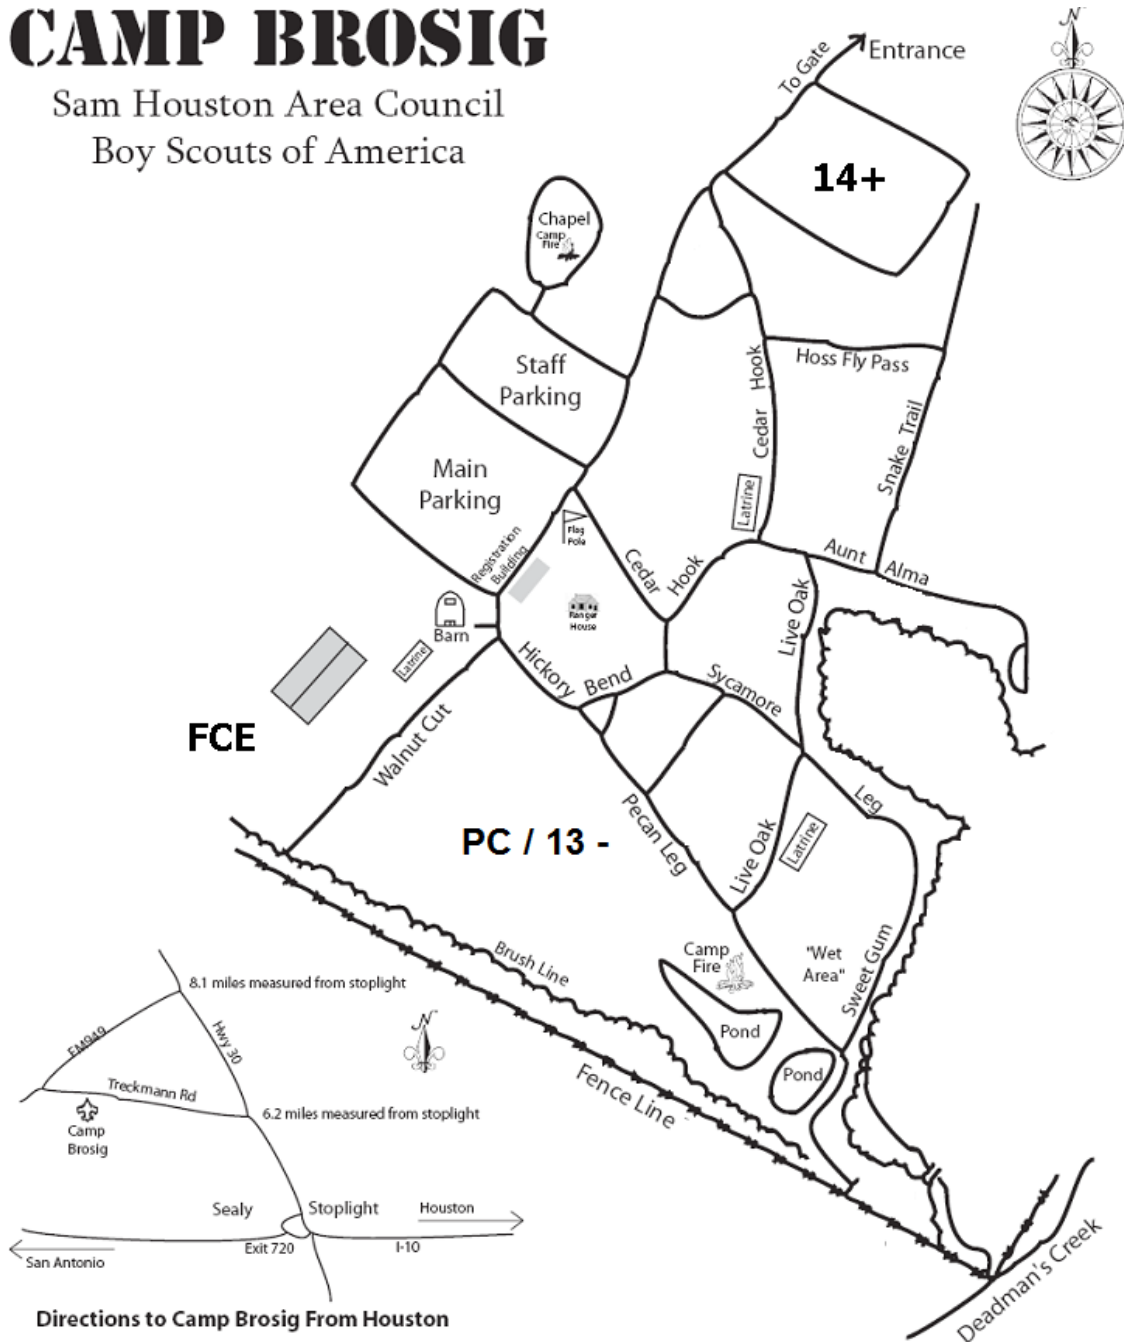 CAMP BROSIG
Sam Houston Area Council
Boy Scouts of America
N
To Gate
Entrance
14+
Chapel
Camp
Fire
Staff
Parking
Hoss Fly Pass
Cedar Hook
Snake Trail
Main
Parking
Latrine
Registration
Building
Flag
Pole
Cedar
Hook
Aunt
Alma
Live Oak
Ranger
House
Barn
Latrine
Hickory
Bend
Sycamore
FCE
Walnut Cut
Leg
Pecan Leg
PC / 13 -
Live Oak
Latrine
Brush Line
Camp
Fire
"Wet
Area"
Sweet Gum
Pond
Pond
Fence Line
Deadman's Creek
8.1 miles measured from stoplight
N
FM949
Hwy 30
Treckmann Rd
6.2 miles measured from stoplight
Camp
Brosig
Sealy
Stoplight
Houston
Exit 720
I-10
San Antonio
Directions to Camp Brosig From Houston